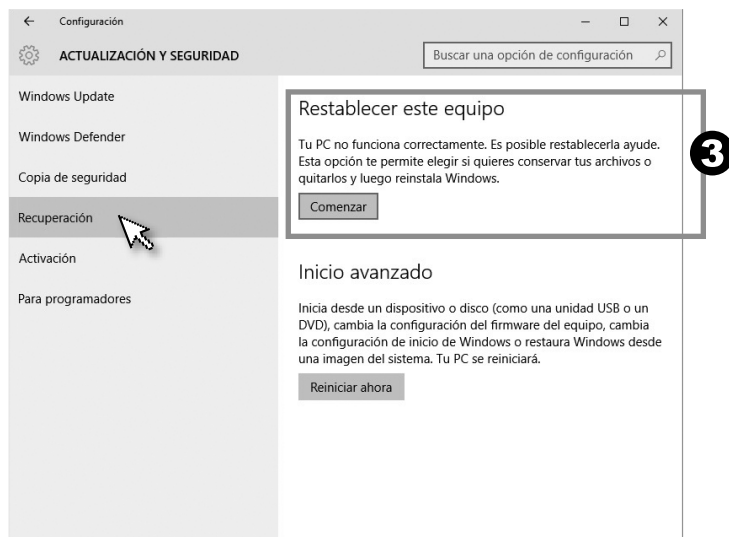 Configuración
ACTUALIZACIÓN Y SEGURIDAD
Buscar una opción de configuración
Windows Update
Windows Defender
Copia de seguridad
Recuperación
Activación
Para programadores
Restablecer este equipo
Tu PC no funciona correctamente. Es posible restablecerla ayude.
Esta opción te permite elegir si quieres conservar tus archivos o
quitarlos y luego reinstala Windows.
Comenzar
3
Inicio avanzado
Inicia desde un dispositivo o disco (como una unidad USB o un
DVD), cambia la configuración del firmware del equipo, cambia
la configuración de inicio de Windows o restaura Windows desde
una imagen del sistema. Tu PC se reiniciará.
Reiniciar ahora